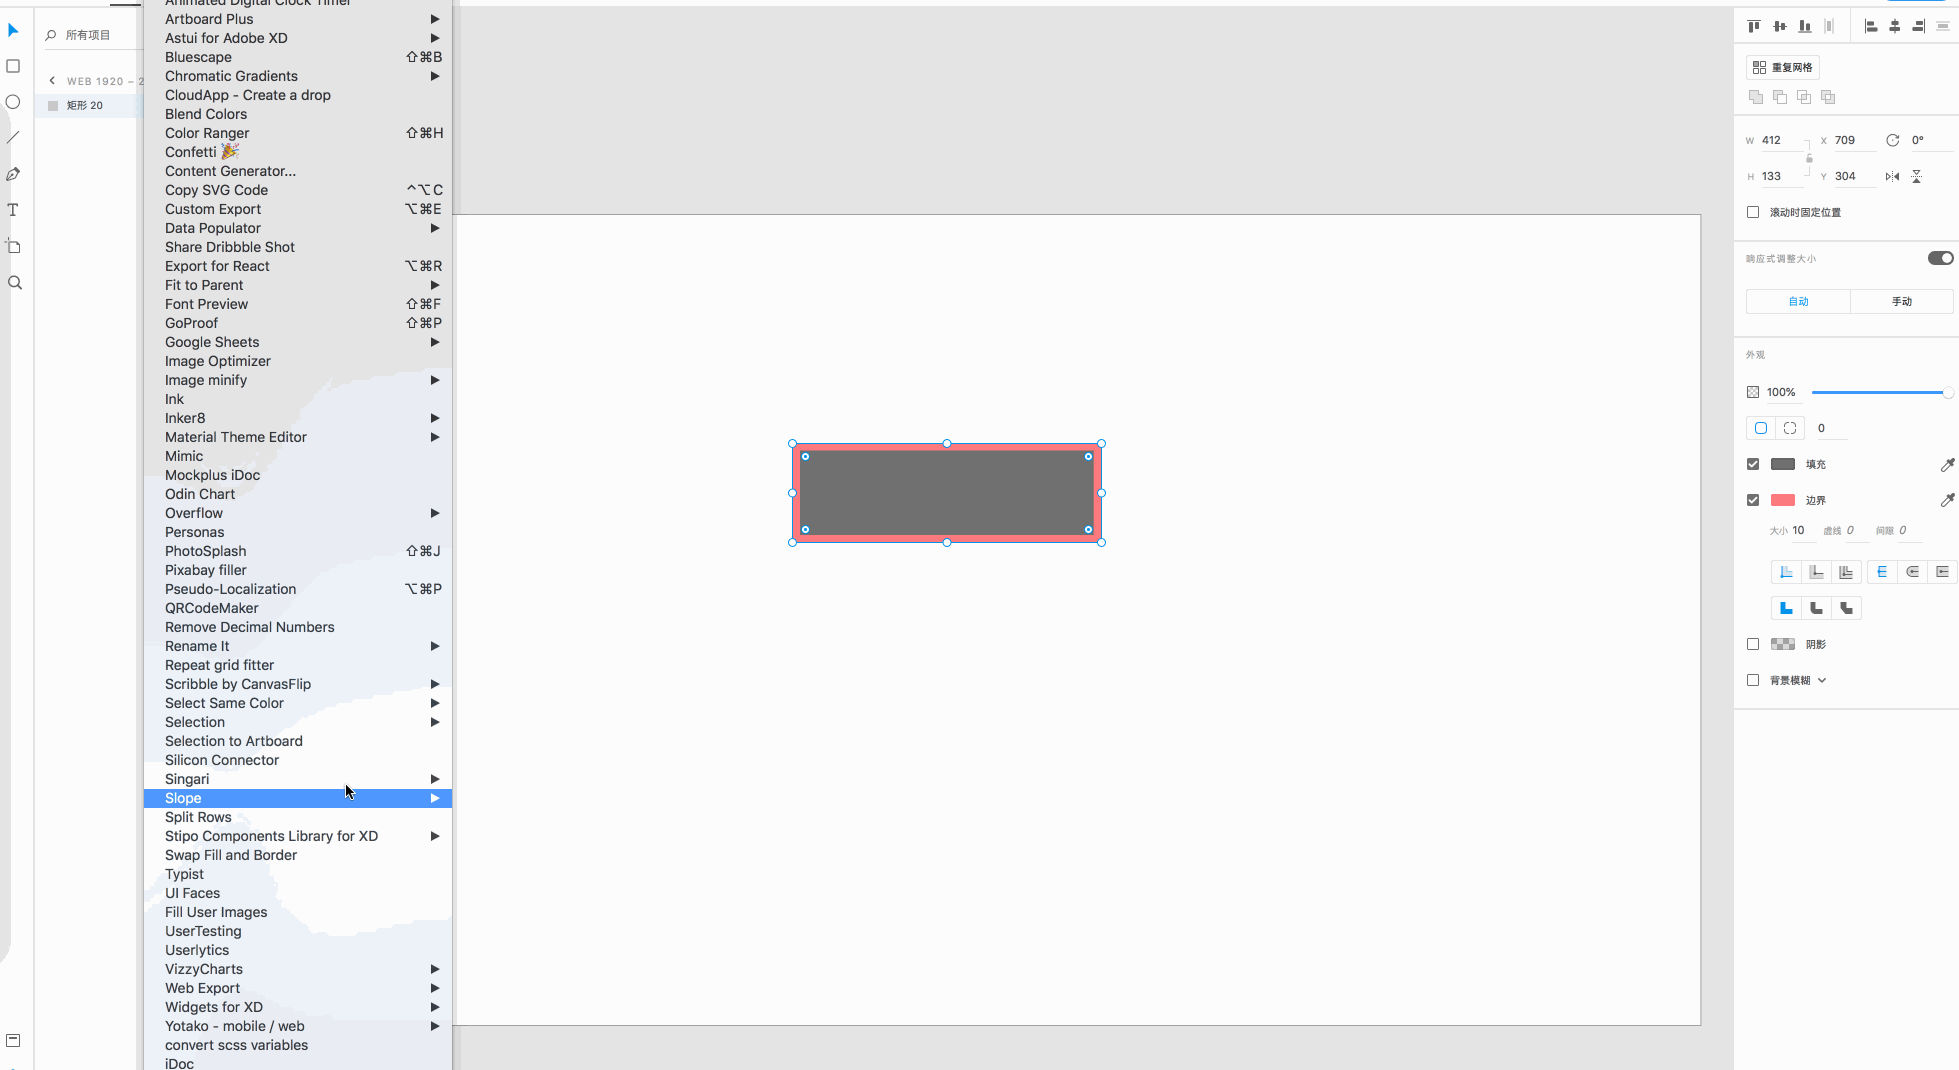 Animated Digital Clock Timer
Artboard Plus
Astui for Adobe XD
Bluescape ⇧⌘B
Chromatic Gradients
CloudApp - Create a drop
Blend Colors
Color Ranger ⇧⌘H
Confetti 🎉
Content Generator...
Copy SVG Code ^⌥C
Custom Export ⌥⌘E
Data Populator
Share Dribbble Shot
Export for React ⌥⌘R
Fit to Parent
Font Preview ⇧⌘F
GoProof ⇧⌘P
Google Sheets
Image Optimizer
Image minify
Ink
Inker8
Material Theme Editor
Mimic
Mockplus iDoc
Odin Chart
Overflow
Personas
PhotoSplash ⇧⌘J
Pixabay filler
Pseudo-Localization ⌥⌘P
QRCodeMaker
Remove Decimal Numbers
Rename It
Repeat grid fitter
Scribble by CanvasFlip
Select Same Color
Selection
Selection to Artboard
Silicon Connector
Singari
Slope
Split Rows
Stipo Components Library for XD
Swap Fill and Border
Typist
UI Faces
Fill User Images
UserTesting
Userlytics
VizzyCharts
Web Export
Widgets for XD
Yotako - mobile / web
convert scss variables
iDoc
所有项目
WEB 1920 – 2
矩形 20
T
重复网格
W 412 X 709 0°
H 133 Y 304
滚动时固定位置
响应式调整大小
自动 手动
外观
100%
0
填充
边界
大小 10 虚线 0 间隙 0
阴影
背景模糊